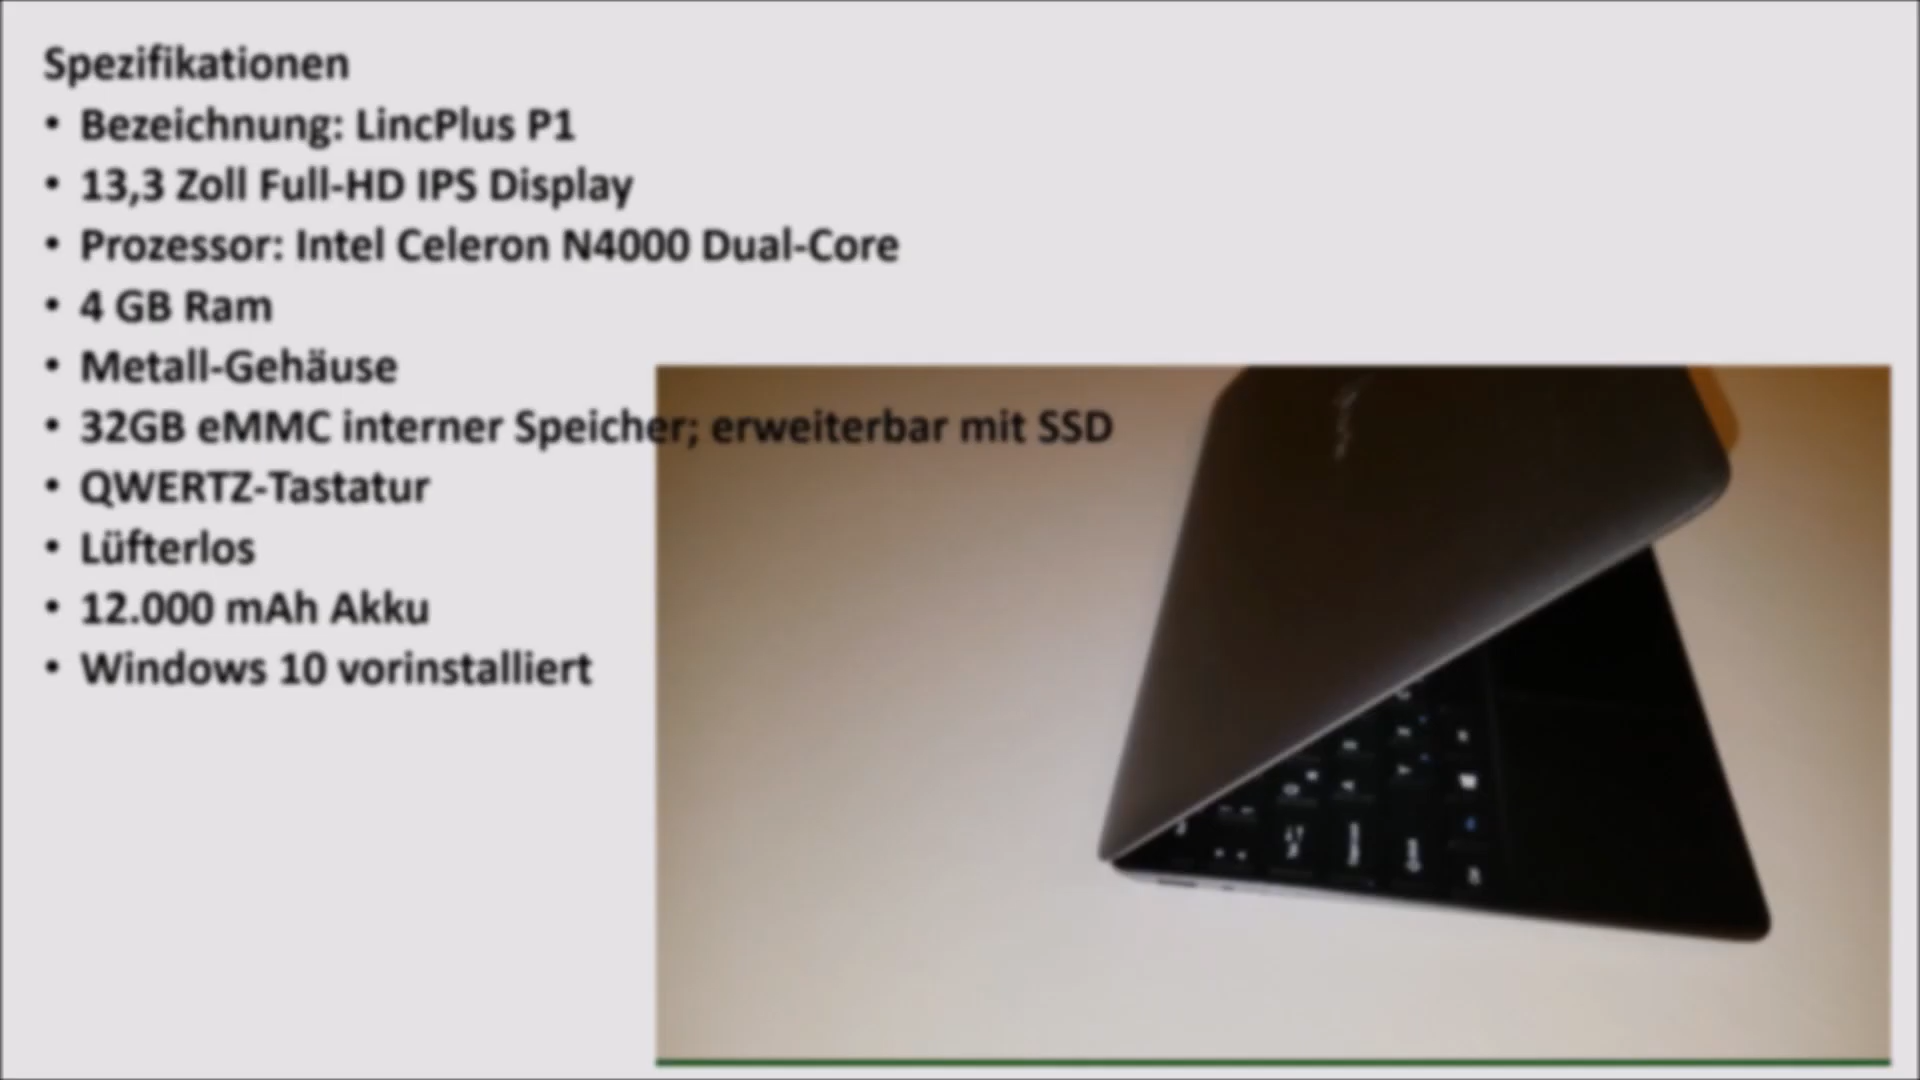 Spezifikationen
• Bezeichnung: LincPlus P1
• 13,3 Zoll Full-HD IPS Display
• Prozessor: Intel Celeron N4000 Dual-Core
• 4 GB Ram
• Metall-Gehäuse
• 32GB eMMC interner Speicher; erweiterbar mit SSD
• QWERTZ-Tastatur
• Lüfterlos
• 12.000 mAh Akku
• Windows 10 vorinstalliert